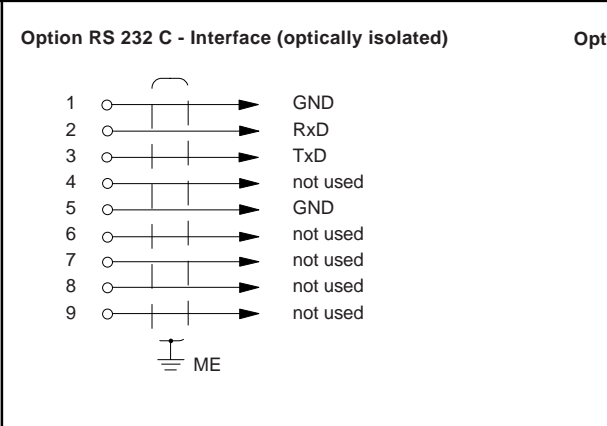 Option RS 232 C - Interface (optically isolated)
Opt
1 GND
2 RxD
3 TxD
4 not used
5 GND
6 not used
7 not used
8 not used
9 not used
ME